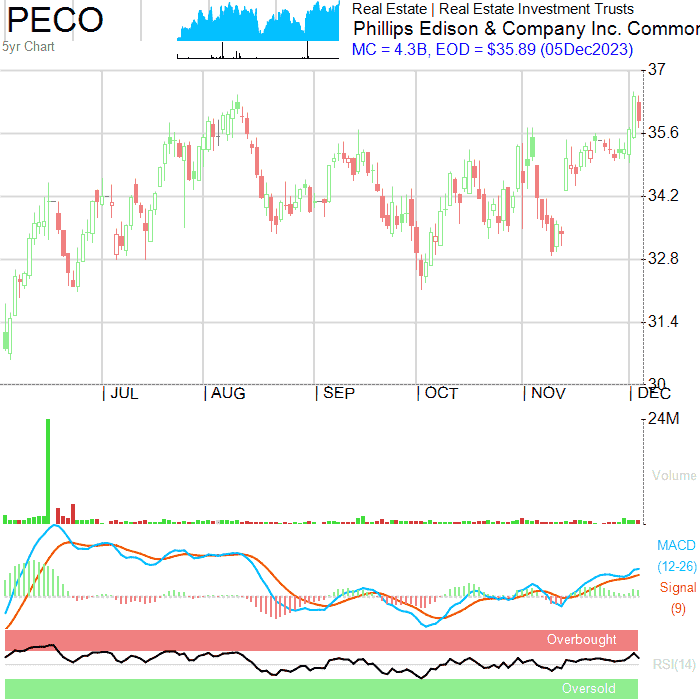 PECO
5yr Chart
Real Estate | Real Estate Investment Trusts
Phillips Edison & Company Inc. Common
MC = 4.3B, EOD = $35.89 (05Dec2023)
37
35.6
34.2
32.8
31.4
30
JUL AUG SEP OCT NOV DEC
24M
Volume
MACD
(12-26)
Signal
(9)
Overbought
RSI(14)
Oversold